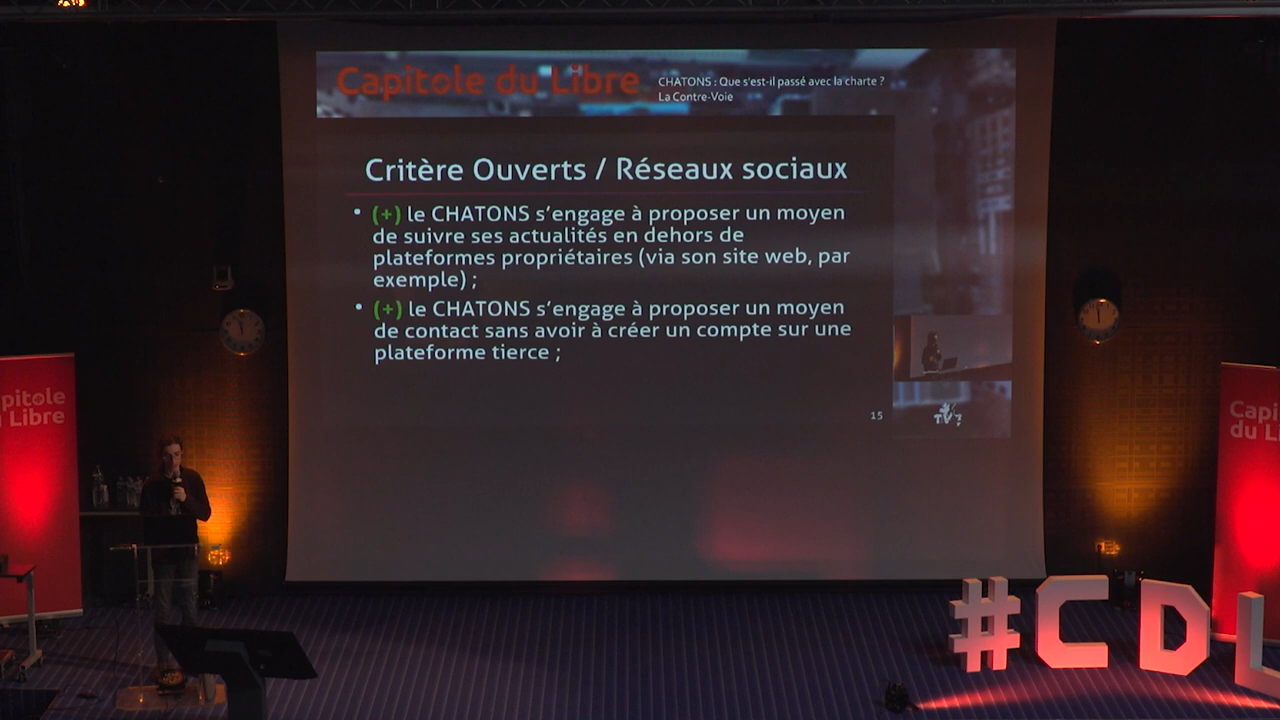 Capitole du Libre
CHATONS : Que s'est-il passé avec la charte ?
La Contre-Voie
Critère Ouverts / Réseaux sociaux
• (+) le CHATONS s'engage à proposer un moyen
de suivre ses actualités en dehors de
plateformes propriétaires (via son site web, par
exemple) ;
• (+) le CHATONS s'engage à proposer un moyen
de contact sans avoir à créer un compte sur une
plateforme tierce ;
15
pitole
u Libre
Capi
du Li
#CDL